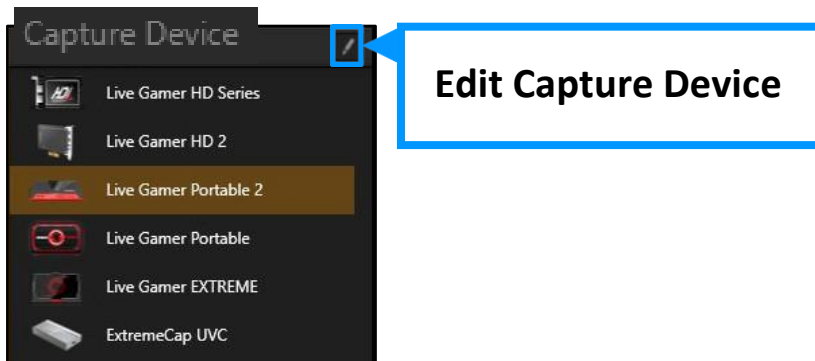 Capture Device
Edit Capture Device
HD
Live Gamer HD Series
Live Gamer HD 2
Live Gamer Portable 2
Live Gamer Portable
Live Gamer EXTREME
ExtremeCap UVC